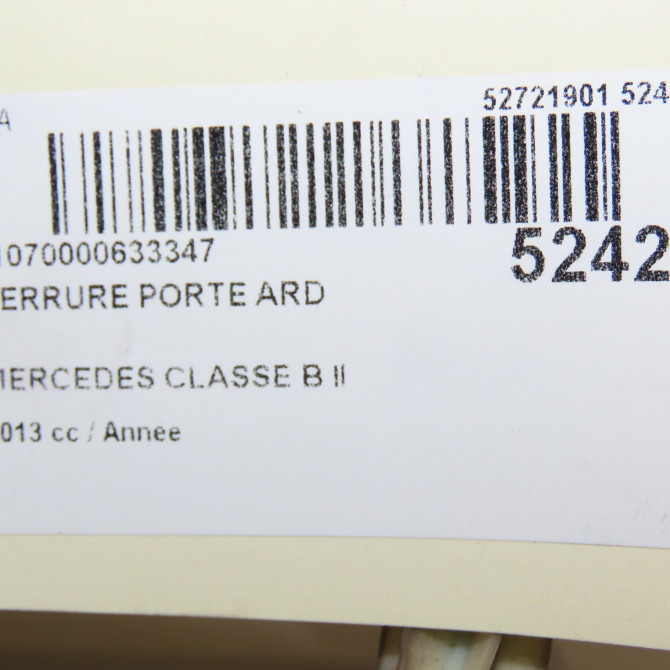 A
52721901 524
1070000633347
5242
ERRURE PORTE ARD
MERCEDES CLASSE B II
013 cc / Annee